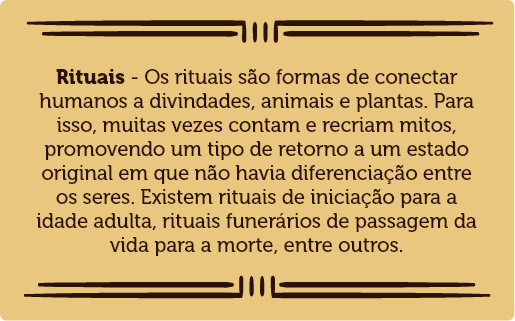 Rituais - Os rituais são formas de conectar
humanos a divindades, animais e plantas. Para
isso, muitas vezes contam e recriam mitos,
promovendo um tipo de retorno a um estado
original em que não havia diferenciação entre
os seres. Existem rituais de iniciação para a
idade adulta, rituais funerários de passagem da
vida para a morte, entre outros.